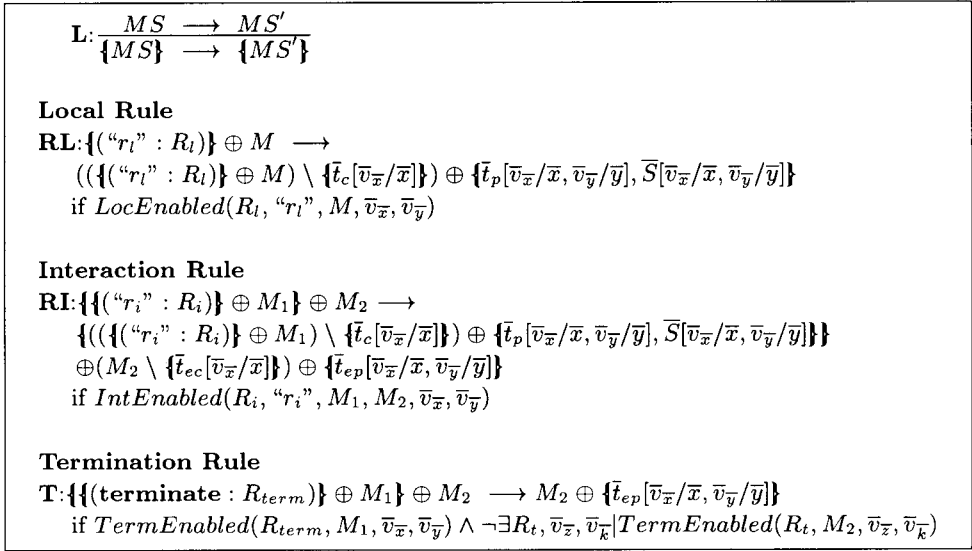 L: MS ⟶ MS′
{MS} ⟶ {MS′}
Local Rule
RL:{(“r_l” : R_l)} ⊕ M ⟶
(({(“r_l” : R_l)} ⊕ M) \ {t̄_c[v̄_x̄/x̄]}) ⊕ {t̄_p[v̄_x̄/x̄, v̄_ȳ/ȳ], S̄[v̄_x̄/x̄, v̄_ȳ/ȳ]}
if LocEnabled(R_l, “r_l”, M, v̄_x̄, v̄_ȳ)
Interaction Rule
RI:{{(“r_i” : R_i)} ⊕ M_1} ⊕ M_2 ⟶
{(({(“r_i” : R_i)} ⊕ M_1) \ {t̄_c[v̄_x̄/x̄]}) ⊕ {t̄_p[v̄_x̄/x̄, v̄_ȳ/ȳ], S̄[v̄_x̄/x̄, v̄_ȳ/ȳ]}}
⊕(M_2 \ {t̄_ec[v̄_x̄/x̄]}) ⊕ {t̄_ep[v̄_x̄/x̄, v̄_ȳ/ȳ]}
if IntEnabled(R_i, “r_i”, M_1, M_2, v̄_x̄, v̄_ȳ)
Termination Rule
T:{{(terminate : R_term)} ⊕ M_1} ⊕ M_2 ⟶ M_2 ⊕ {t̄_ep[v̄_x̄/x̄, v̄_ȳ/ȳ]}
if TermEnabled(R_term, M_1, v̄_x̄, v̄_ȳ) ∧ ¬∃R_t, v̄_z̄, v̄_k̄|TermEnabled(R_t, M_2, v̄_z̄, v̄_k̄)